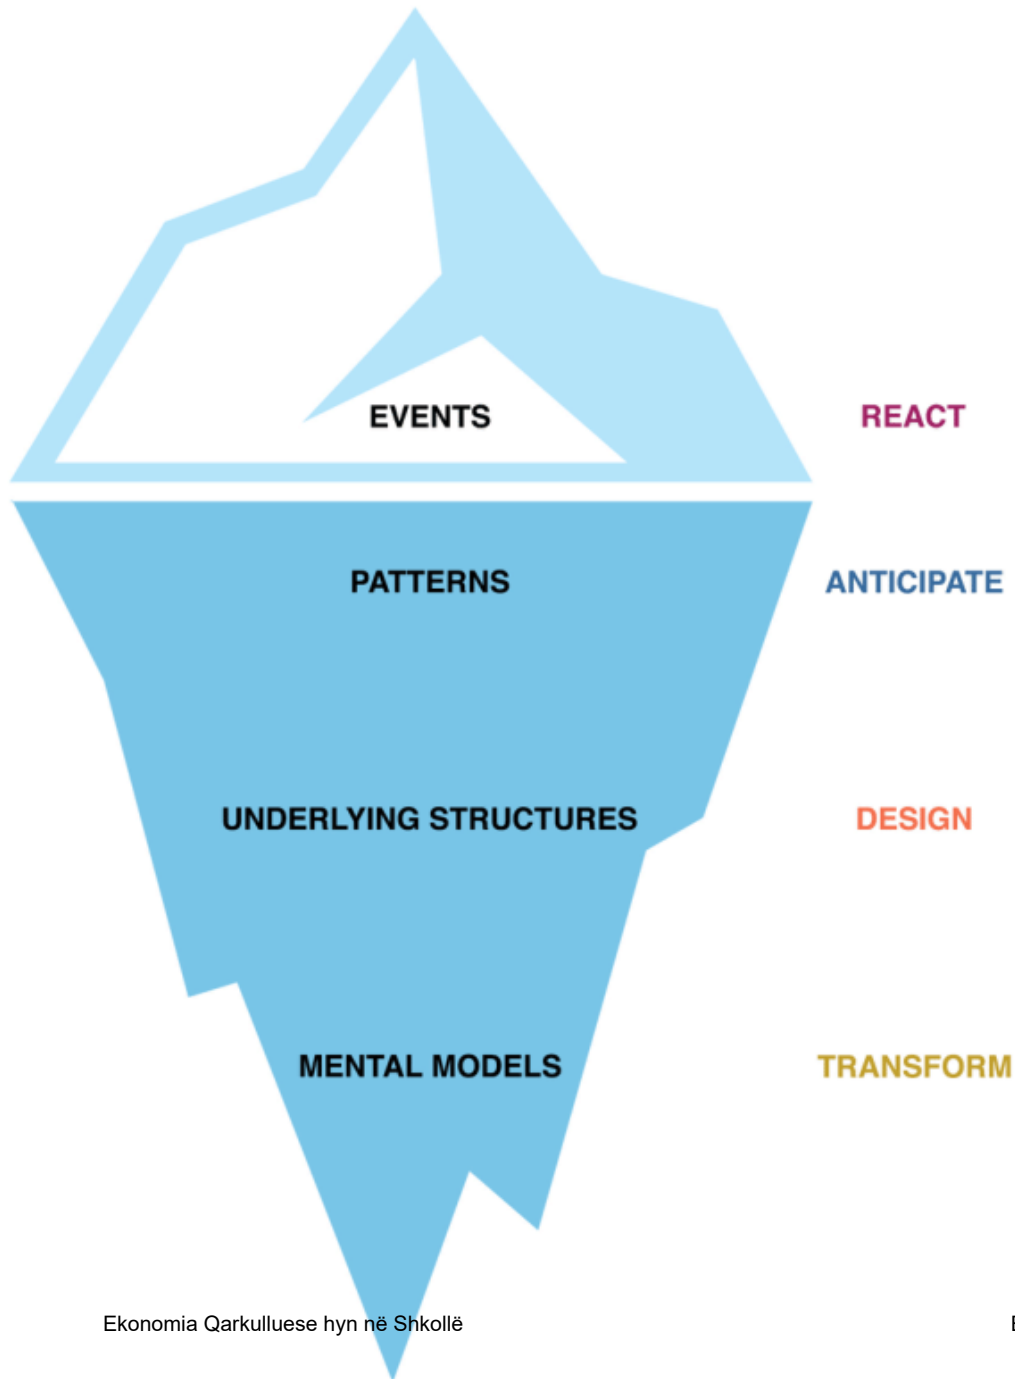 EVENTS REACT
PATTERNS ANTICIPATE
UNDERLYING STRUCTURES DESIGN
MENTAL MODELS TRANSFORM
Ekonomia Qarkulluese hyn në Shkollë